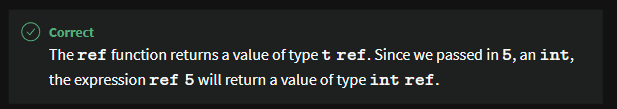 Correct
The ref function returns a value of type t ref. Since we passed in 5, an int,
the expression ref 5 will return a value of type int ref.